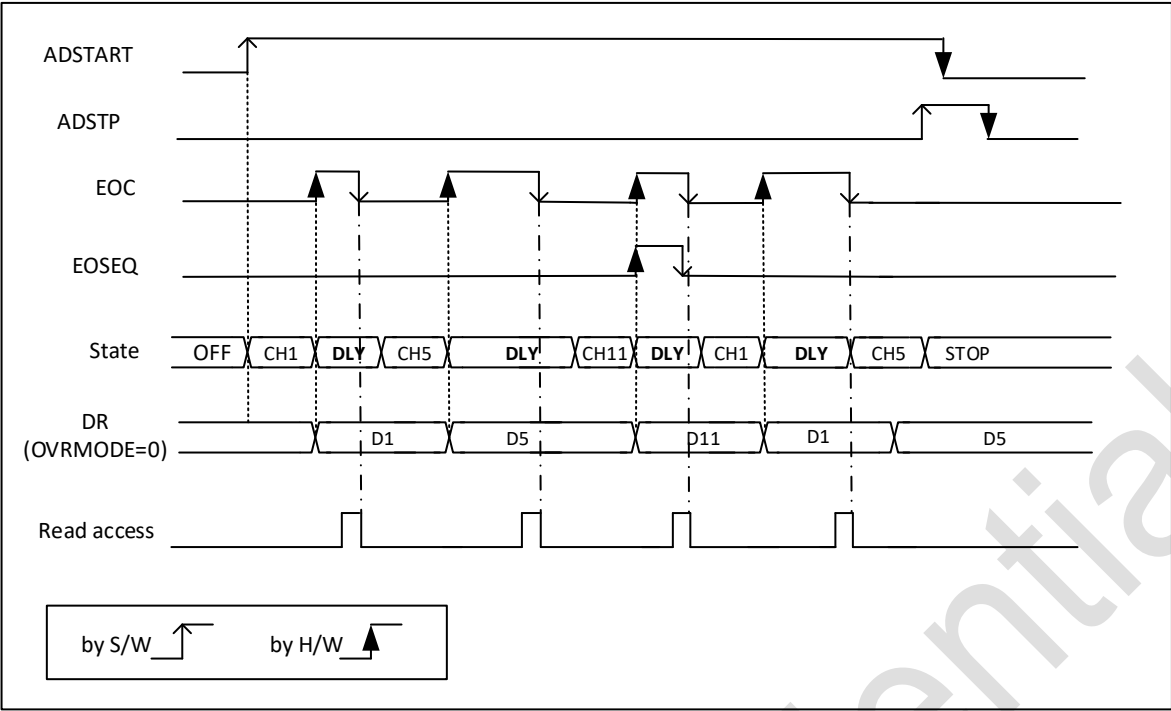 ADSTART
ADSTP
EOC
EOSEQ
State OFF CH1 DLY CH5 DLY CH11 DLY CH1 DLY CH5 STOP
DR
(OVRMODE=0) D1 D5 D11 D1 D5
Read access
by S/W by H/W